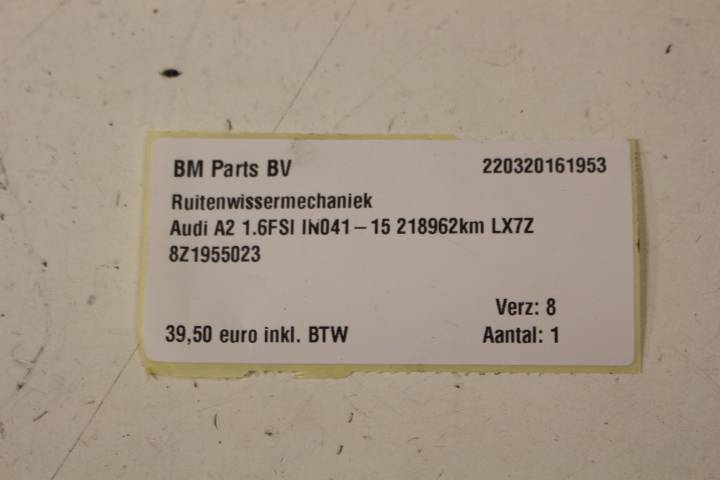 BM Parts BV 220320161953
Ruitenwissermechaniek
Audi A2 1.6FSI IN041-15 218962km LX7Z
8Z1955023
Verz: 8
39,50 euro inkl. BTW Aantal: 1